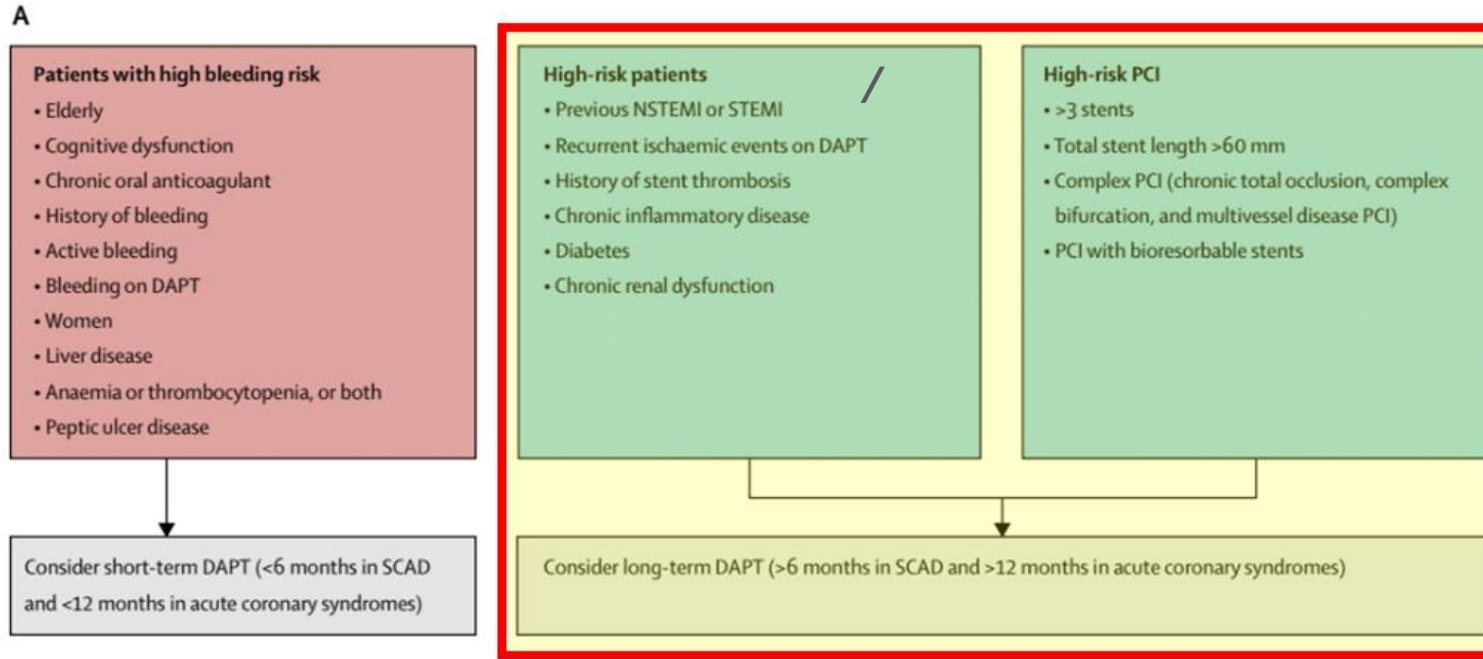 A
Patients with high bleeding risk
• Elderly
• Cognitive dysfunction
• Chronic oral anticoagulant
• History of bleeding
• Active bleeding
• Bleeding on DAPT
• Women
• Liver disease
• Anaemia or thrombocytopenia, or both
• Peptic ulcer disease
Consider short-term DAPT (<6 months in SCAD
and <12 months in acute coronary syndromes)
High-risk patients /
• Previous NSTEMI or STEMI
• Recurrent ischaemic events on DAPT
• History of stent thrombosis
• Chronic inflammatory disease
• Diabetes
• Chronic renal dysfunction
High-risk PCI
• >3 stents
• Total stent length >60 mm
• Complex PCI (chronic total occlusion, complex
bifurcation, and multivessel disease PCI)
• PCI with bioresorbable stents
Consider long-term DAPT (>6 months in SCAD and >12 months in acute coronary syndromes)